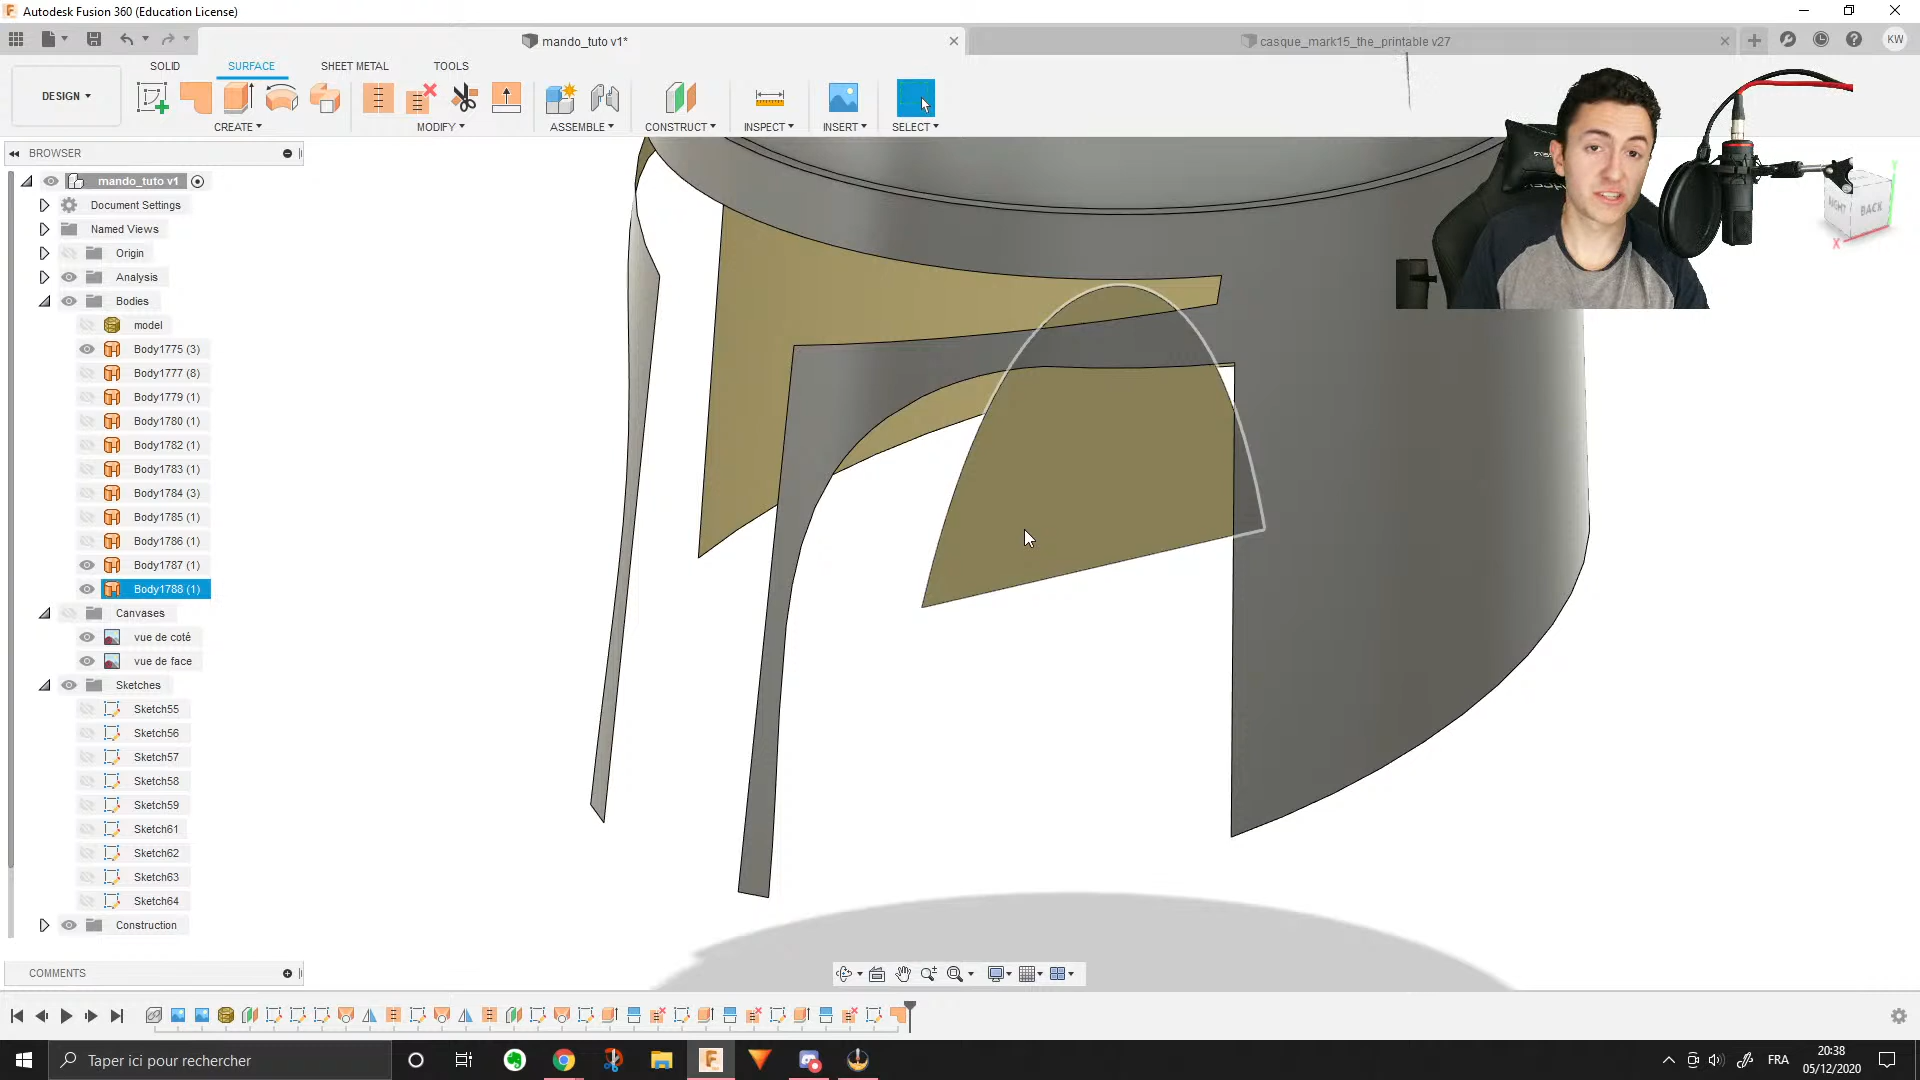 Autodesk Fusion 360 (Education License)
mando_tuto v1*
casque_mark15_the_printable v27
KW
SOLID
SURFACE
SHEET METAL
TOOLS
DESIGN
CREATE
MODIFY
ASSEMBLE
CONSTRUCT
INSPECT
INSERT
SELECT
BROWSER
mando_tuto v1
Document Settings
Named Views
Origin
Analysis
Bodies
model
Body1775 (3)
Body1777 (8)
Body1779 (1)
Body1780 (1)
Body1782 (1)
Body1783 (1)
Body1784 (3)
Body1785 (1)
Body1786 (1)
Body1787 (1)
Body1788 (1)
Canvases
vue de coté
vue de face
Sketches
Sketch55
Sketch56
Sketch57
Sketch58
Sketch59
Sketch61
Sketch62
Sketch63
Sketch64
Construction
COMMENTS
RIGHT
BACK
X
Taper ici pour rechercher
FRA
20:38
05/12/2020